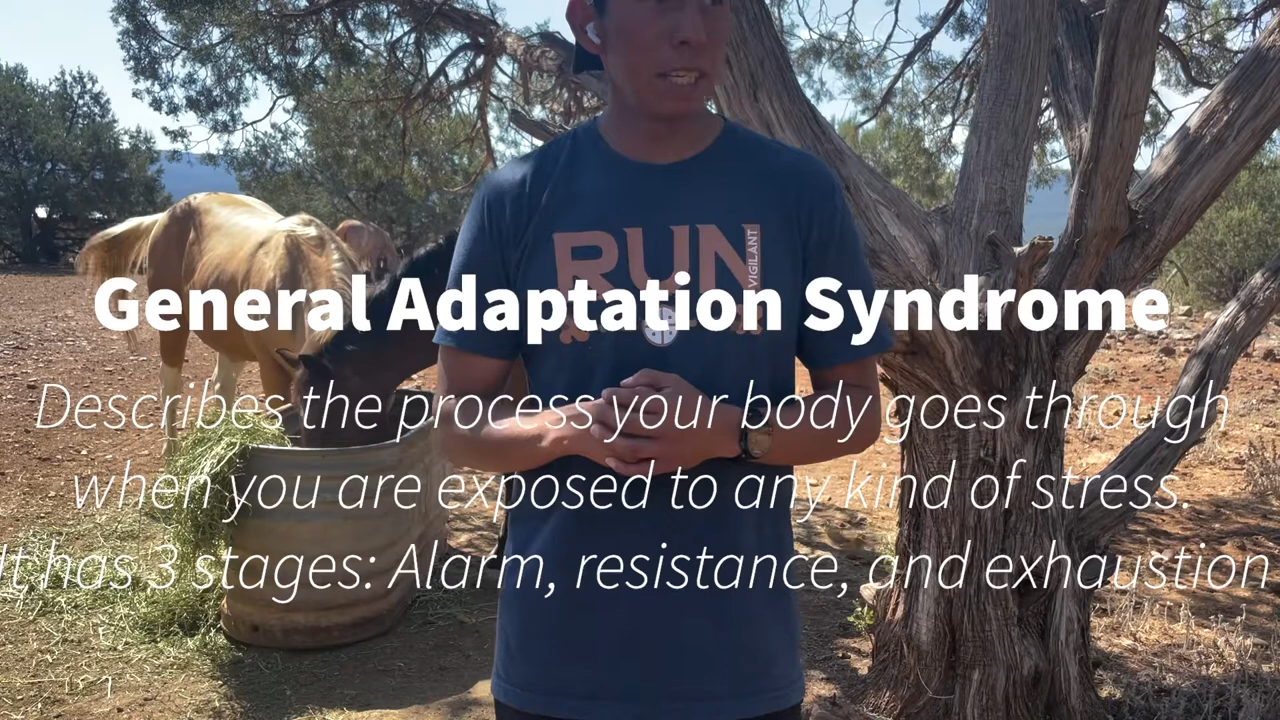 RUN
VIGILANT
General Adaptation Syndrome
Describes the process your body goes through
when you are exposed to any kind of stress.
It has 3 stages: Alarm, resistance, and exhaustion